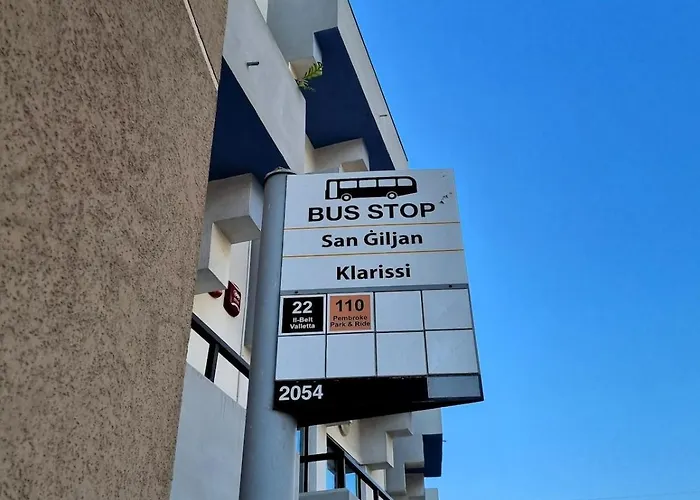 BUS STOP
San Ġiljan
Klarissi
22
Il-Belt
Valletta
110
Pembroke
Park & Ride
2054